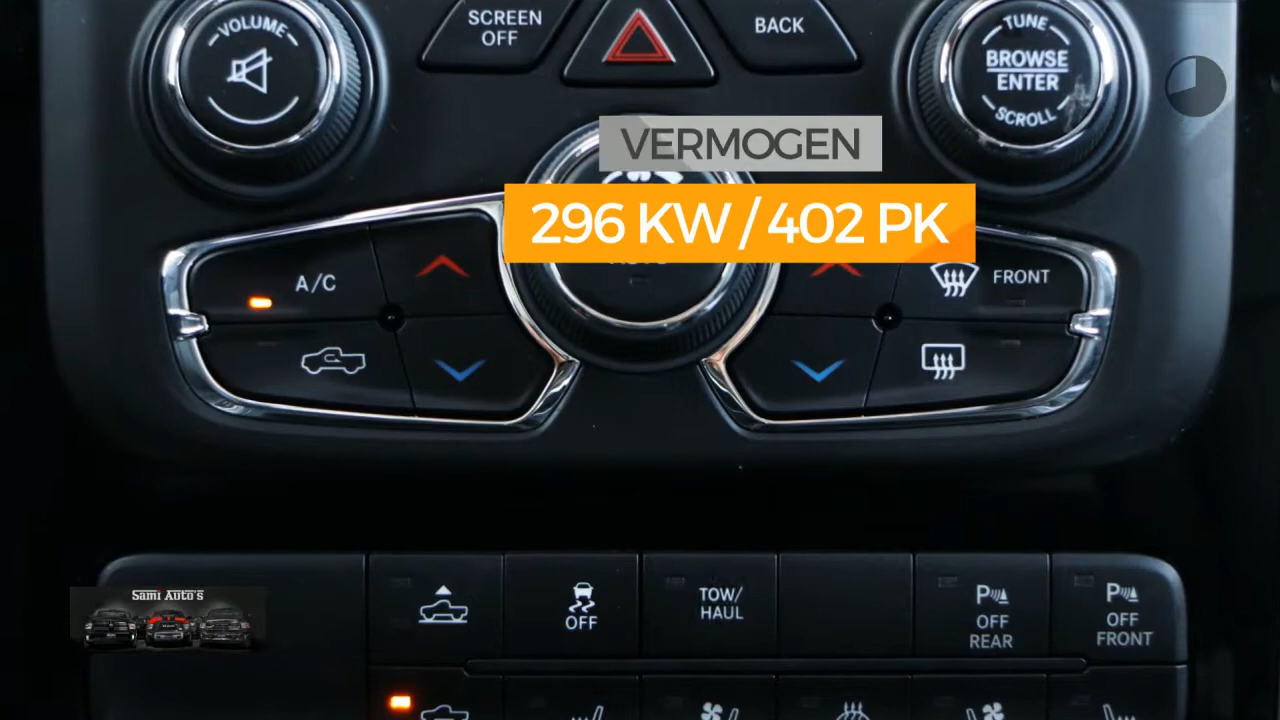 VOLUME
SCREEN
OFF
BACK
TUNE
BROWSE
ENTER
SCROLL
VERMOGEN
296 KW / 402 PK
A/C
FRONT
Sami Auto's
OFF
TOW/
HAUL
P
OFF
REAR
P
OFF
FRONT